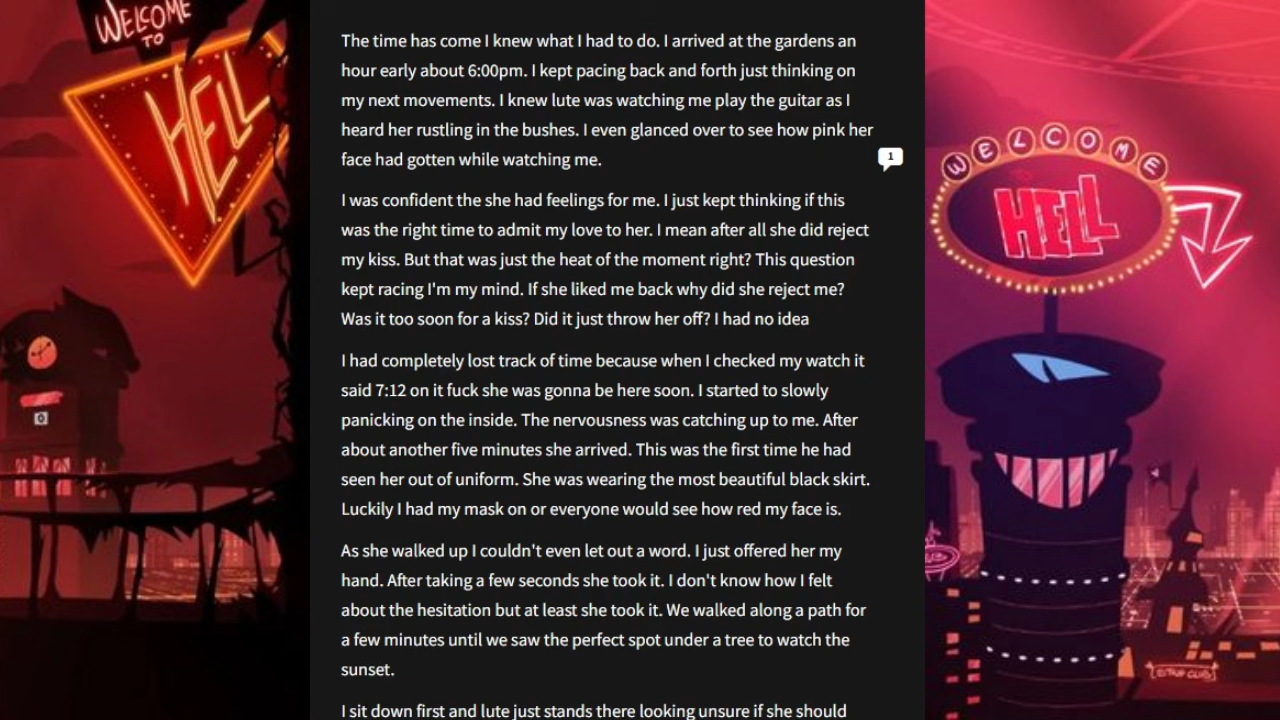 WELCOME
TO
HELL
The time has come I knew what I had to do. I arrived at the gardens an
hour early about 6:00pm. I kept pacing back and forth just thinking on
my next movements. I knew lute was watching me play the guitar as I
heard her rustling in the bushes. I even glanced over to see how pink her
face had gotten while watching me.
1
I was confident the she had feelings for me. I just kept thinking if this
was the right time to admit my love to her. I mean after all she did reject
my kiss. But that was just the heat of the moment right? This question
kept racing I'm my mind. If she liked me back why did she reject me?
Was it too soon for a kiss? Did it just throw her off? I had no idea
I had completely lost track of time because when I checked my watch it
said 7:12 on it fuck she was gonna be here soon. I started to slowly
panicking on the inside. The nervousness was catching up to me. After
about another five minutes she arrived. This was the first time he had
seen her out of uniform. She was wearing the most beautiful black skirt.
Luckily I had my mask on or everyone would see how red my face is.
As she walked up I couldn't even let out a word. I just offered her my
hand. After taking a few seconds she took it. I don't know how I felt
about the hesitation but at least she took it. We walked along a path for
a few minutes until we saw the perfect spot under a tree to watch the
sunset.
I sit down first and lute just stands there looking unsure if she should
WELCOME
HELL